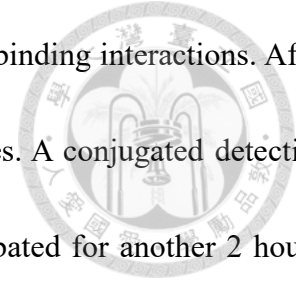 binding interactions. Af
es. A conjugated detecti
bated for another 2 hou